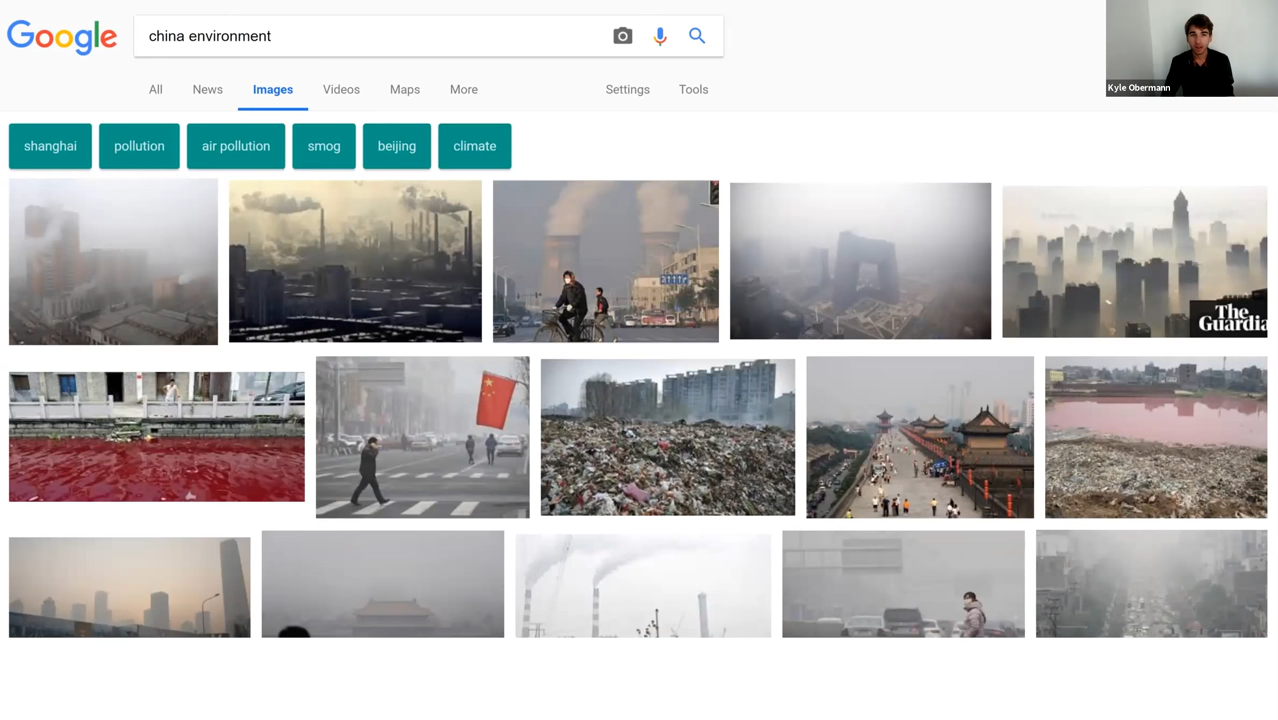 Google
china environment
Kyle Obermann
All News Images Videos Maps More Settings Tools
shanghai pollution air pollution smog beijing climate
The
Guardia